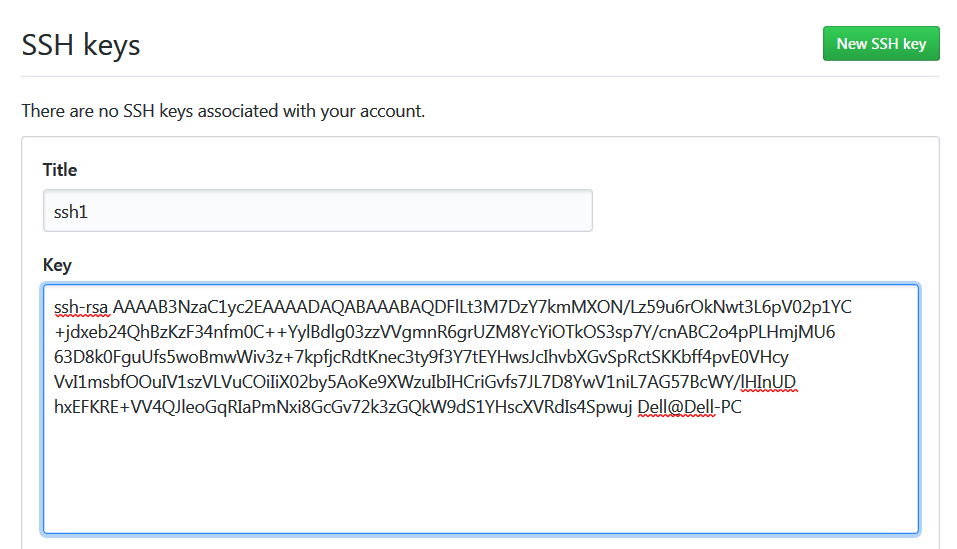 SSH keys
New SSH key
There are no SSH keys associated with your account.
Title
ssh1
Key
ssh-rsa AAAAB3NzaC1yc2EAAAADAQABAAABAQDFlLt3M7DzY7kmMXON/Lz59u6rOkNwt3L6pV02p1YC
+jdxeb24QhBzKzF34nfm0C++YylBdlg03zzVVgmnR6grUZM8YcYiOTkOS3sp7Y/cnABC2o4pPLHmjMU6
63D8k0FguUfs5woBmwWiv3z+7kpfjcRdtKnec3ty9f3Y7tEYHwsJcIhvbXGvSpRctSKKbff4pvE0VHcy
VvI1msbfOOuIV1szVLVuCOiIiX02by5AoKe9XWzuIbIHCriGvfs7JL7D8YwV1niL7AG57BcWY/lHInUD
hxEFKRE+VV4QJleoGqRIaPmNxi8GcGv72k3zGQkW9dS1YHscXVRdIs4Spwuj Dell@Dell-PC